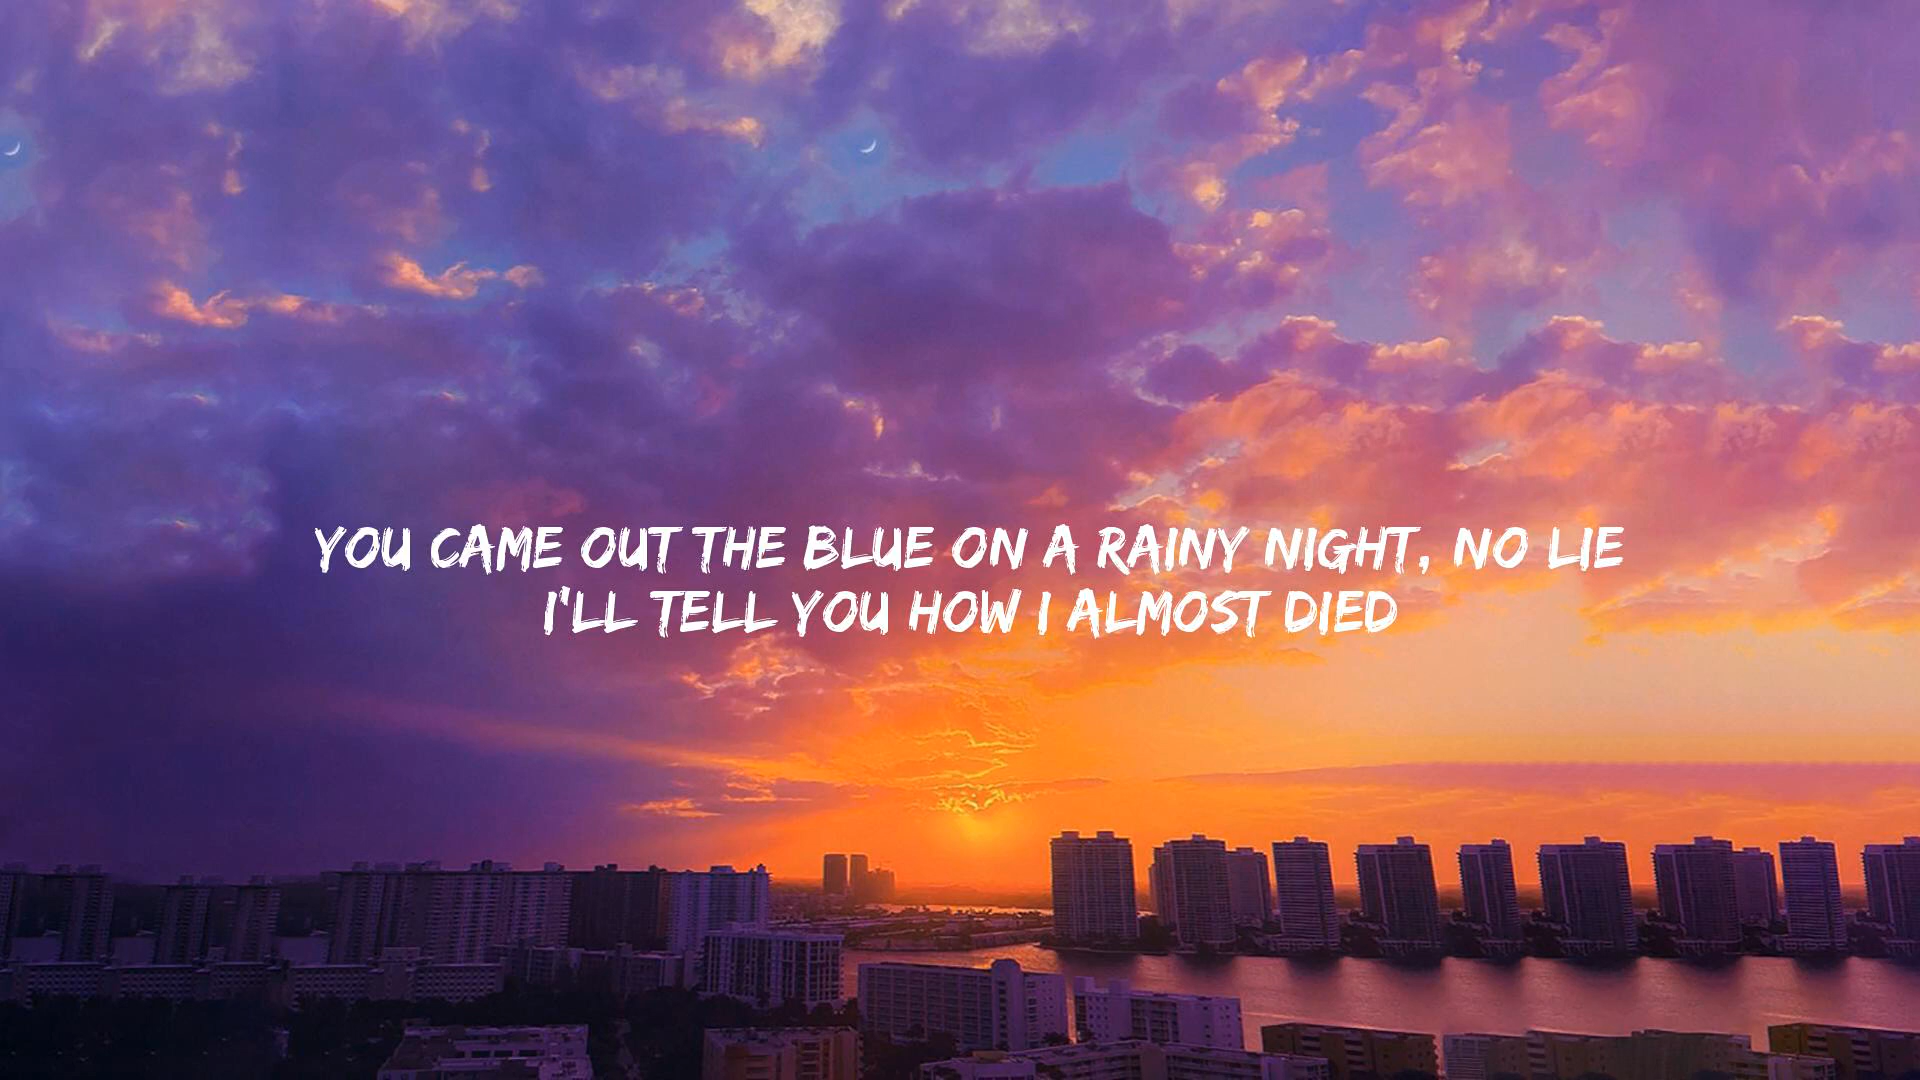 YOU CAME OUT THE BLUE ON A RAINY NIGHT, NO LIE
I'LL TELL YOU HOW I ALMOST DIED